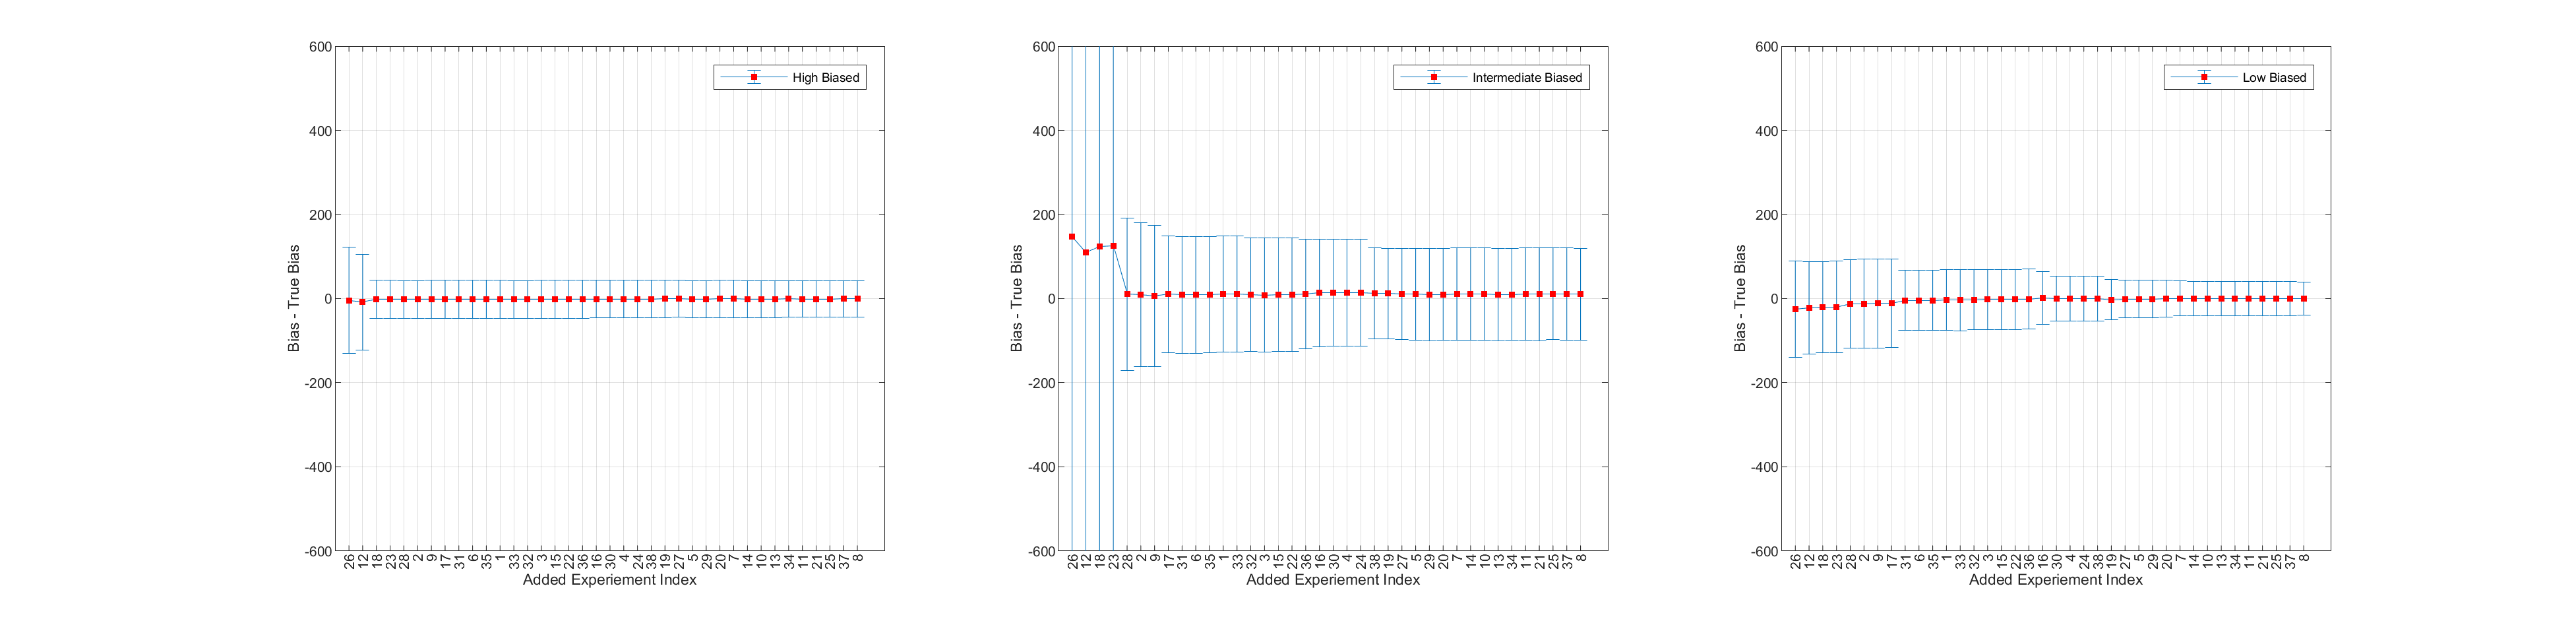 600
400
200
0
-200
-400
-600
Bias - True Bias
High Biased
26 12 18 23 28 2 9 17 31 6 35 1 33 32 3 15 22 36 16 30 4 24 38 19 27 5 29 20 7 14 10 13 34 11 21 25 37 8
Added Experiement Index
600
400
200
0
-200
-400
-600
Bias - True Bias
Intermediate Biased
26 12 18 23 28 2 9 17 31 6 35 1 33 32 3 15 22 36 16 30 4 24 38 19 27 5 29 20 7 14 10 13 34 11 21 25 37 8
Added Experiement Index
600
400
200
0
-200
-400
-600
Bias - True Bias
Low Biased
26 12 18 23 28 2 9 17 31 6 35 1 33 32 3 15 22 36 16 30 4 24 38 19 27 5 29 20 7 14 10 13 34 11 21 25 37 8
Added Experiement Index